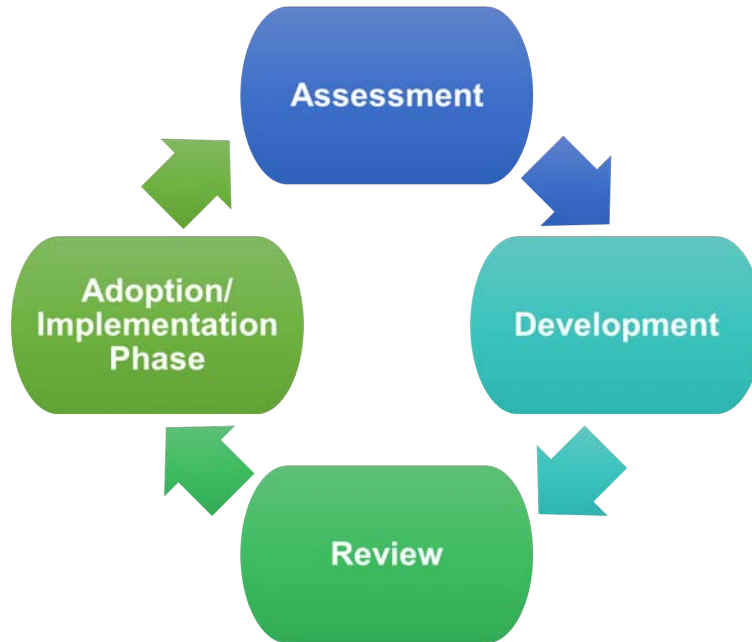 Assessment
Development
Review
Adoption/
Implementation
Phase